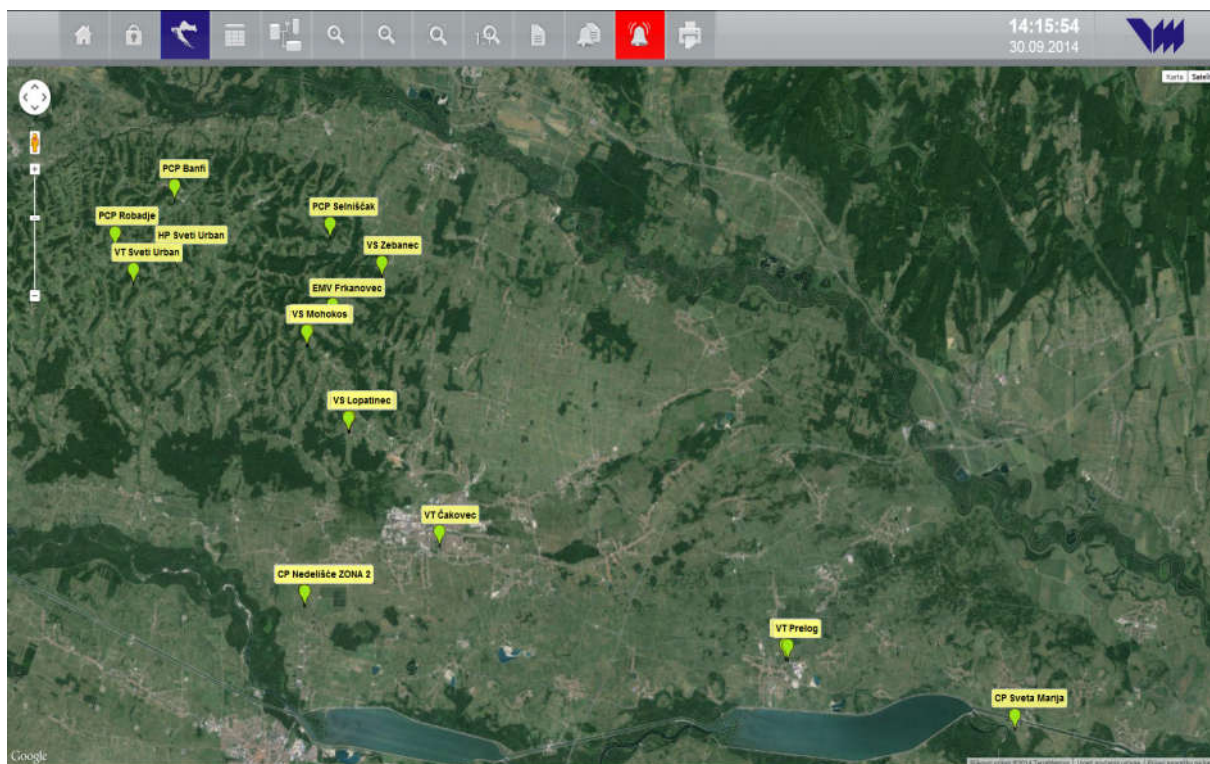 14:15:54
30.09.2014
Karta
PCP Banfi
PCP Robadje
PCP Selniščak
HP Sveti Urban
VT Sveti Urban
VS Zebanec
EMV Frkanovec
VS Mohokos
VS Lopatinec
VT Čakovec
CP Nedelišće ZONA 2
VT Prelog
CP Sveta Marija
Google